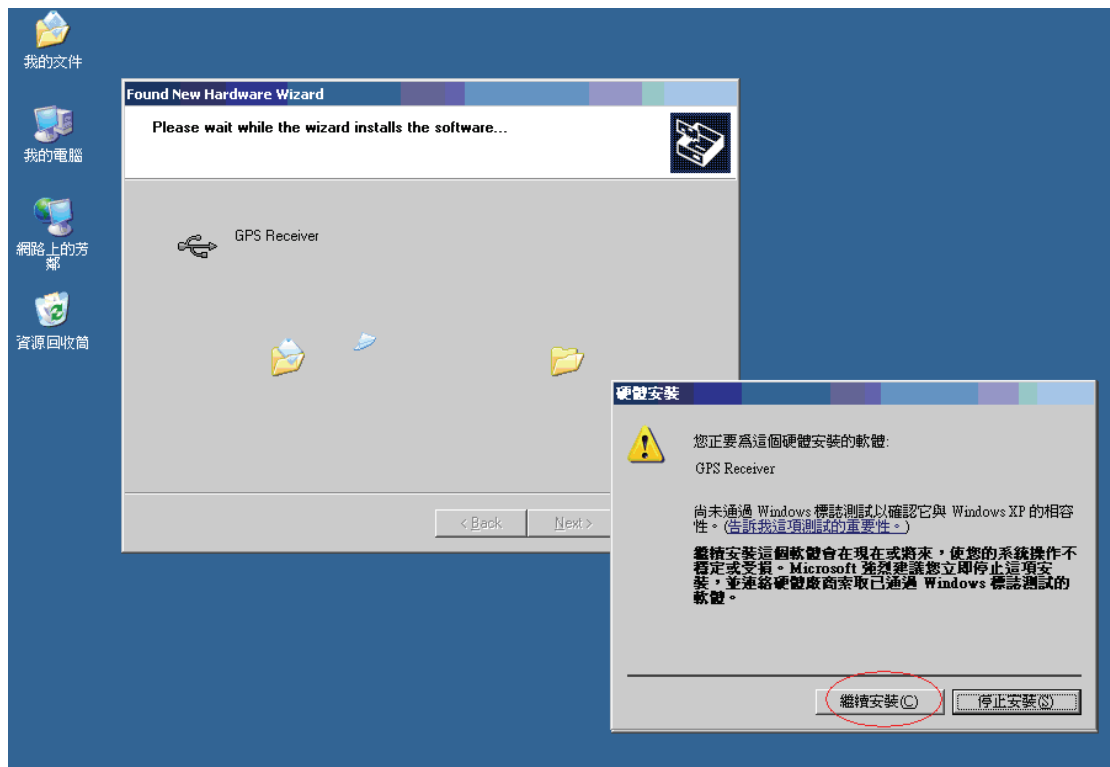 我的文件
我的電腦
網路上的芳
鄰
資源回收筒
Found New Hardware Wizard
Please wait while the wizard installs the software...
GPS Receiver
< Back
Next >
硬體安裝
您正要爲這個硬體安裝的軟體:
GPS Receiver
尚未通過 Windows 標誌測試以確認它與 Windows XP 的相容
性。(告訴我這項測試的重要性。)
繼續安裝這個軟體會在現在或將來，使您的系統操作不
穩定或受損。Microsoft 強烈建議您立即停止這項安
裝，並連絡硬體廠商索取已通過 Windows 標誌測試的
軟體。
繼續安裝(C)
停止安裝(S)